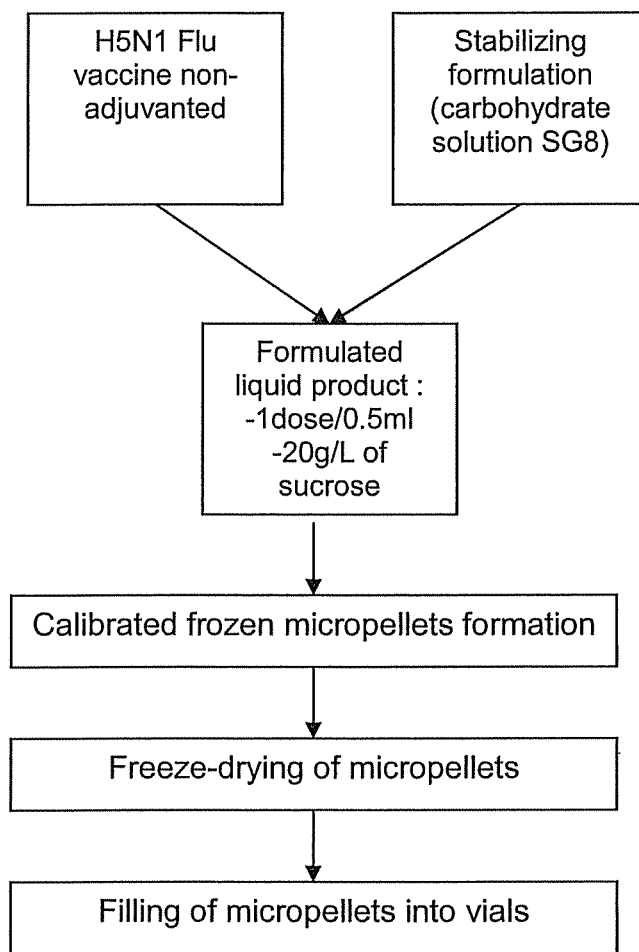 H5N1 Flu
vaccine non-
adjuvanted
Stabilizing
formulation
(carbohydrate
solution SG8)
Formulated
liquid product :
-1dose/0.5ml
-20g/L of
sucrose
Calibrated frozen micropellets formation
Freeze-drying of micropellets
Filling of micropellets into vials